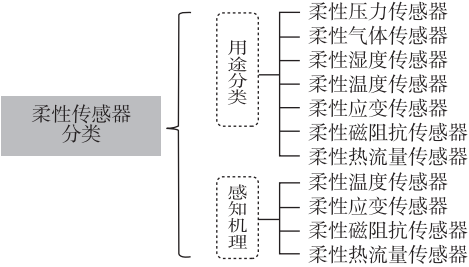 柔性传感器
分类
用途分类
柔性压力传感器
柔性气体传感器
柔性湿度传感器
柔性温度传感器
柔性应变传感器
柔性磁阻抗传感器
柔性热流量传感器
感知机理
柔性温度传感器
柔性应变传感器
柔性磁阻抗传感器
柔性热流量传感器